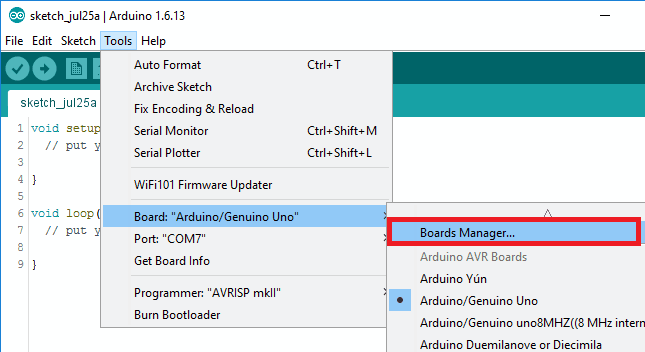 sketch_jul25a | Arduino 1.6.13
File Edit Sketch Tools Help
sketch_jul25a
Auto Format Ctrl+T
Archive Sketch
Fix Encoding & Reload
Serial Monitor Ctrl+Shift+M
Serial Plotter Ctrl+Shift+L
WiFi101 Firmware Updater
Board: "Arduino/Genuino Uno"
Port: "COM7"
Get Board Info
Programmer: "AVRISP mkII"
Burn Bootloader
1 void setup
2 // put y
3
4 }
5
6 void loop(
7 // put y
8
9 }
Boards Manager...
Arduino AVR Boards
Arduino Yún
Arduino/Genuino Uno
Arduino/Genuino uno8MHZ((8 MHz intern
Arduino Duemilanove or Diecimila